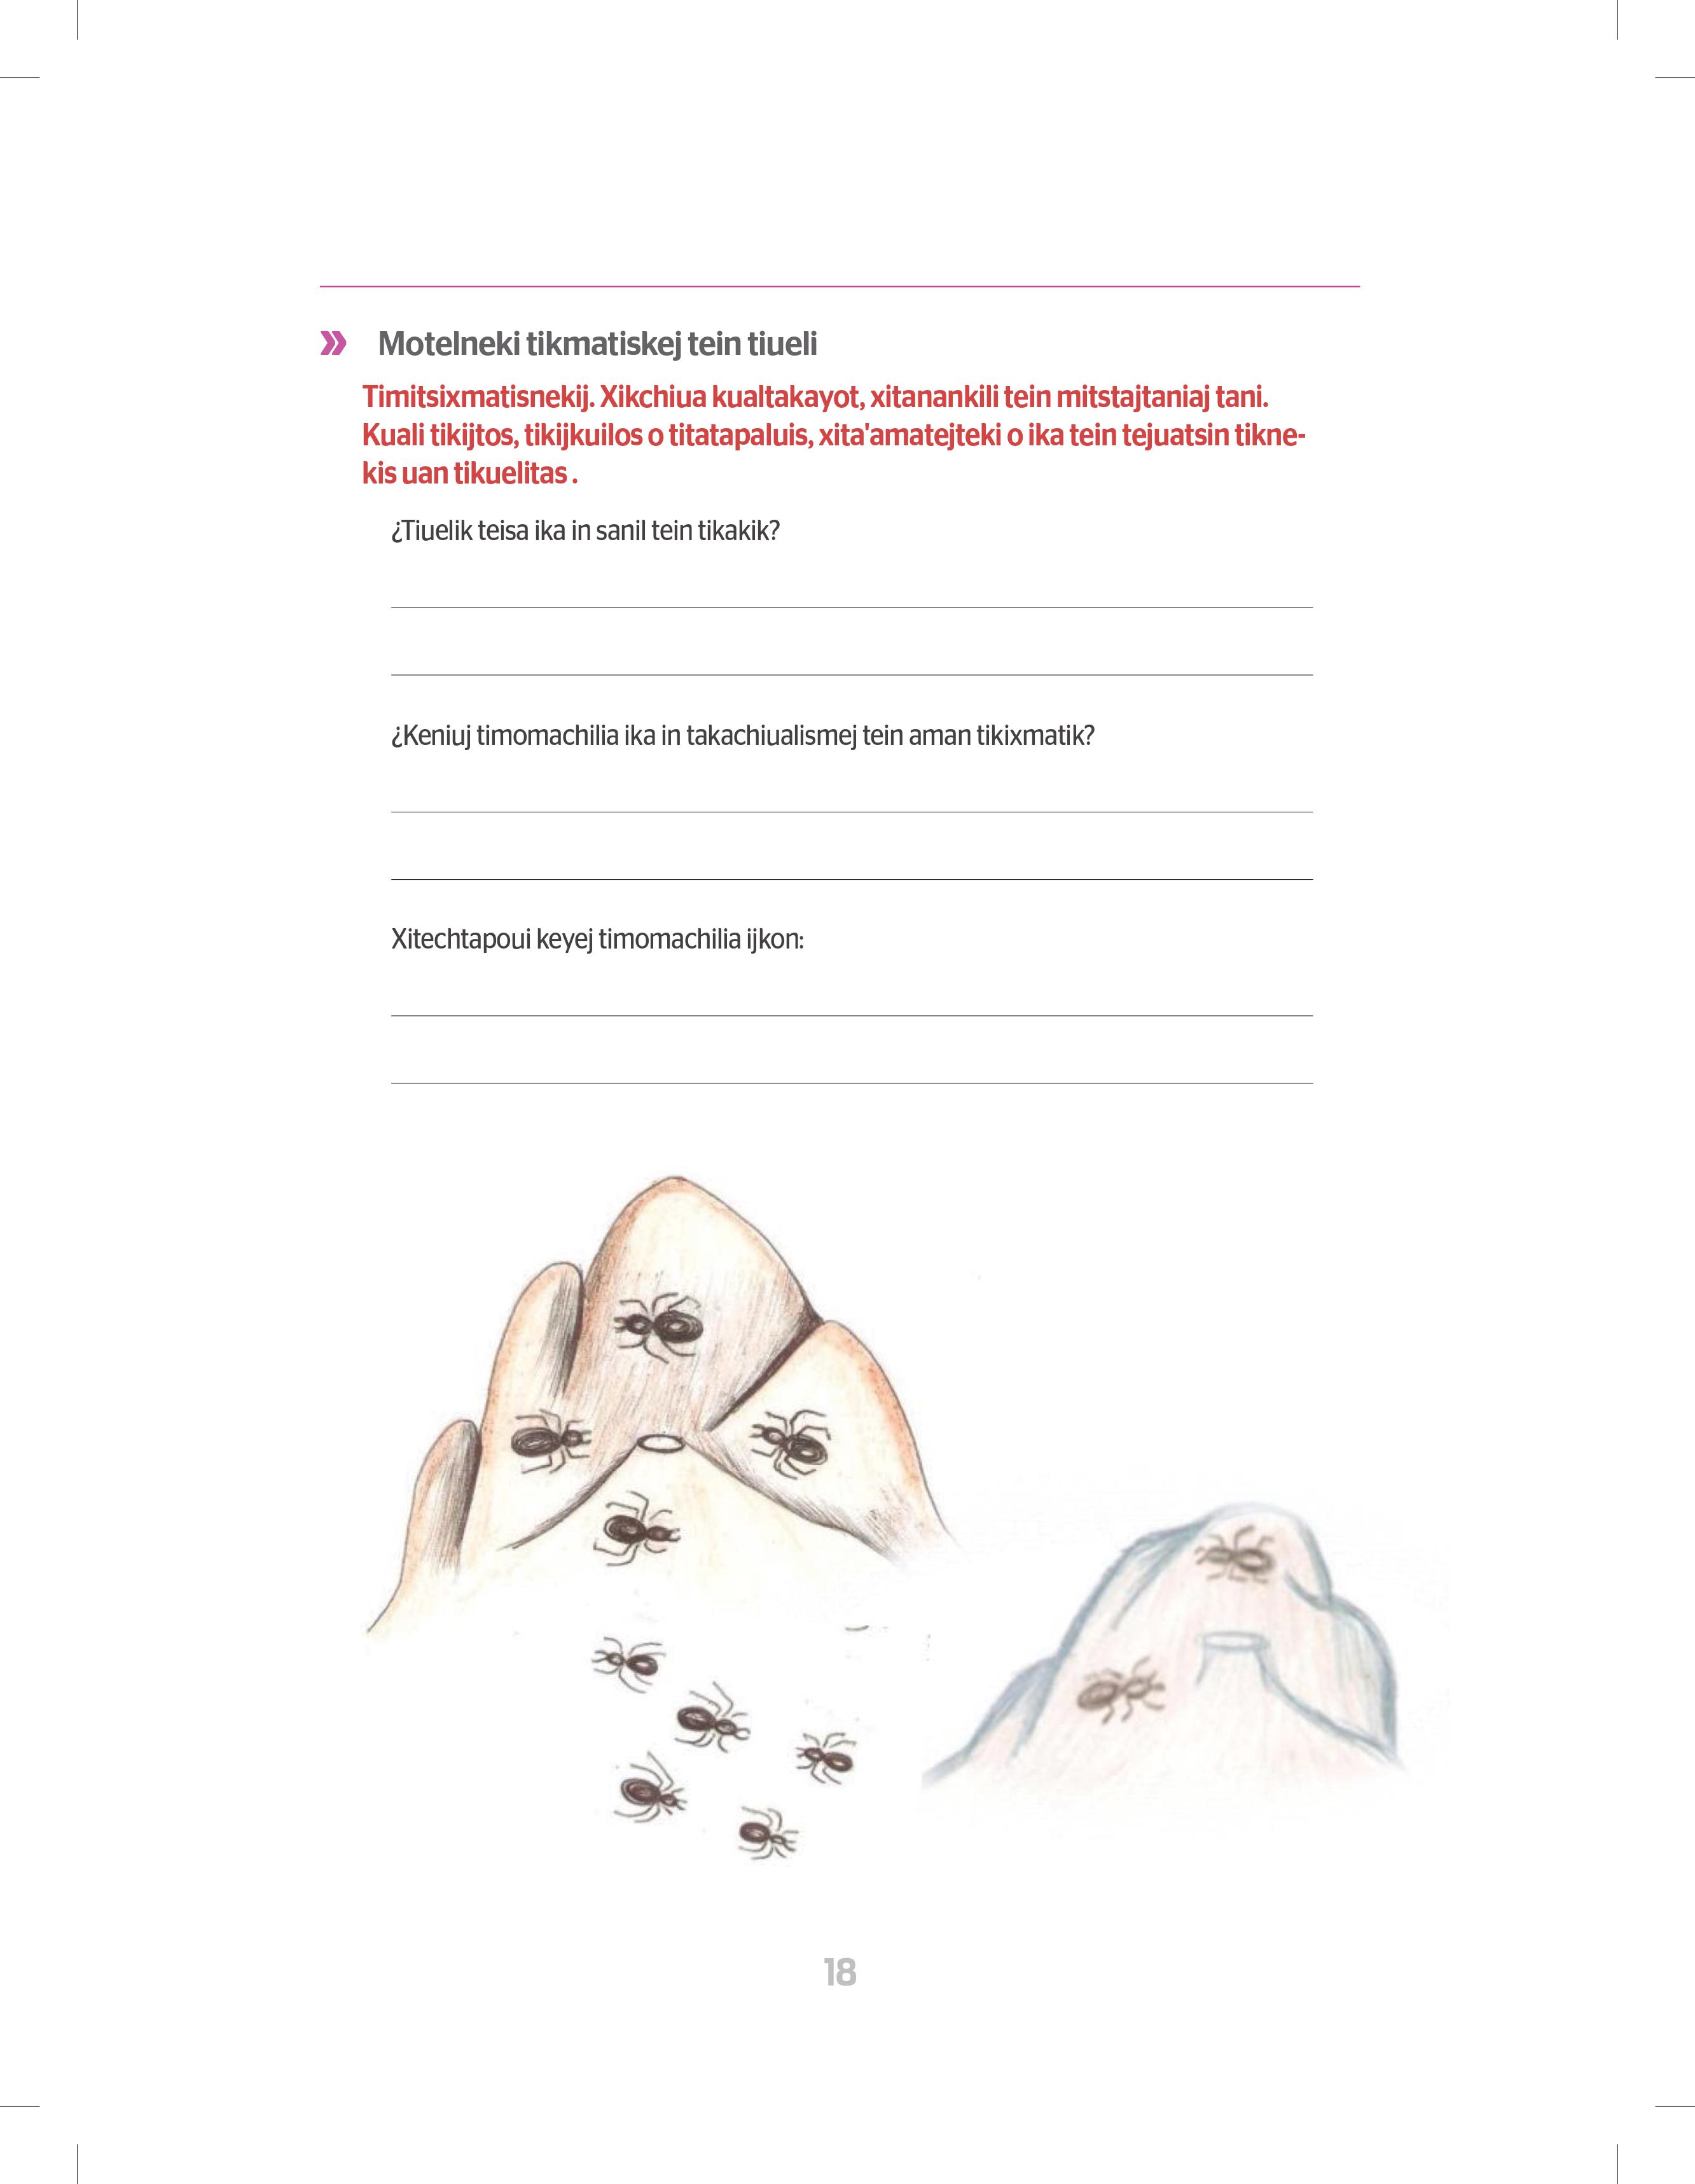 » Motelneki tikmatiskej tein tiueli
Timitsixmatisnekij. Xikchiua kualtakayot, xitanankili tein mitstajtaniaj tani.
Kuali tikijtos, tikijkuilos o titatapaluis, xita'amatejteki o ika tein tejuatsin tikne-
kis uan tikuelitas .
¿Tiuelik teisa ika in sanil tein tikakik?
¿Keniuj timomachilia ika in takachiualismej tein aman tikixmatik?
Xitechtapoui keyej timomachilia ijkon:
18